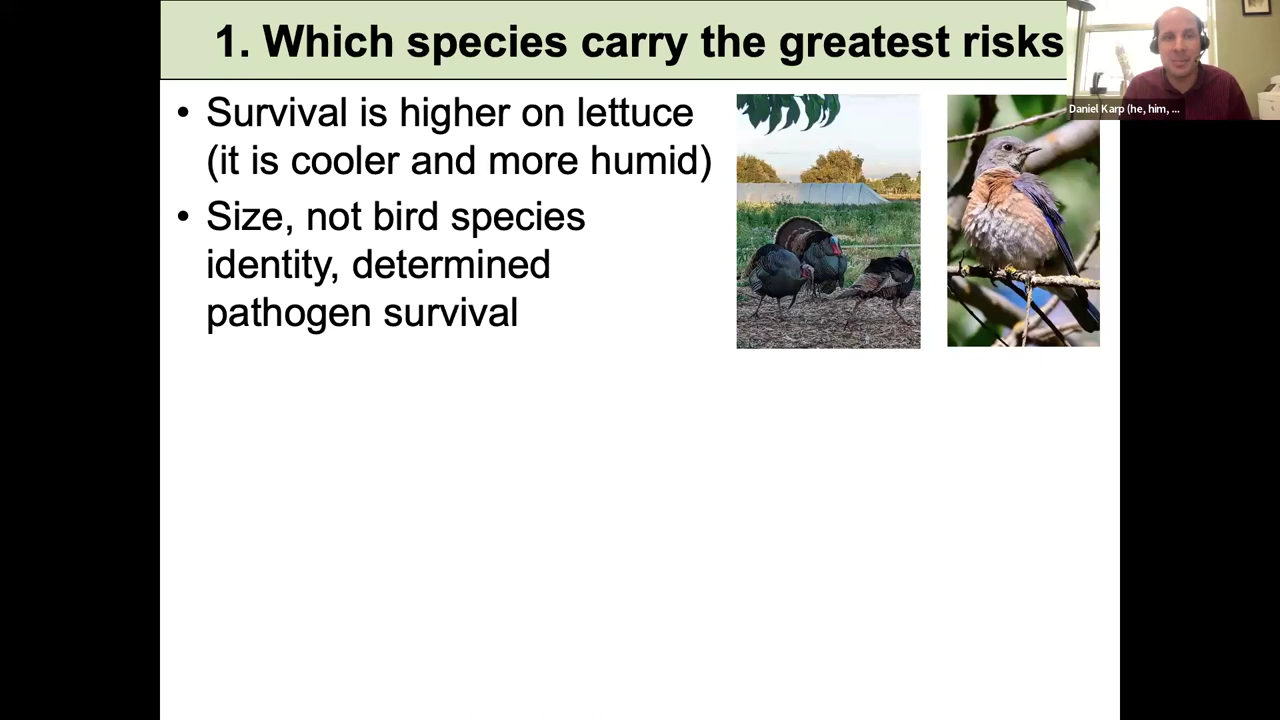 1. Which species carry the greatest risks
• Survival is higher on lettuce
(it is cooler and more humid)
• Size, not bird species
identity, determined
pathogen survival
Daniel Karp (he, him, ...